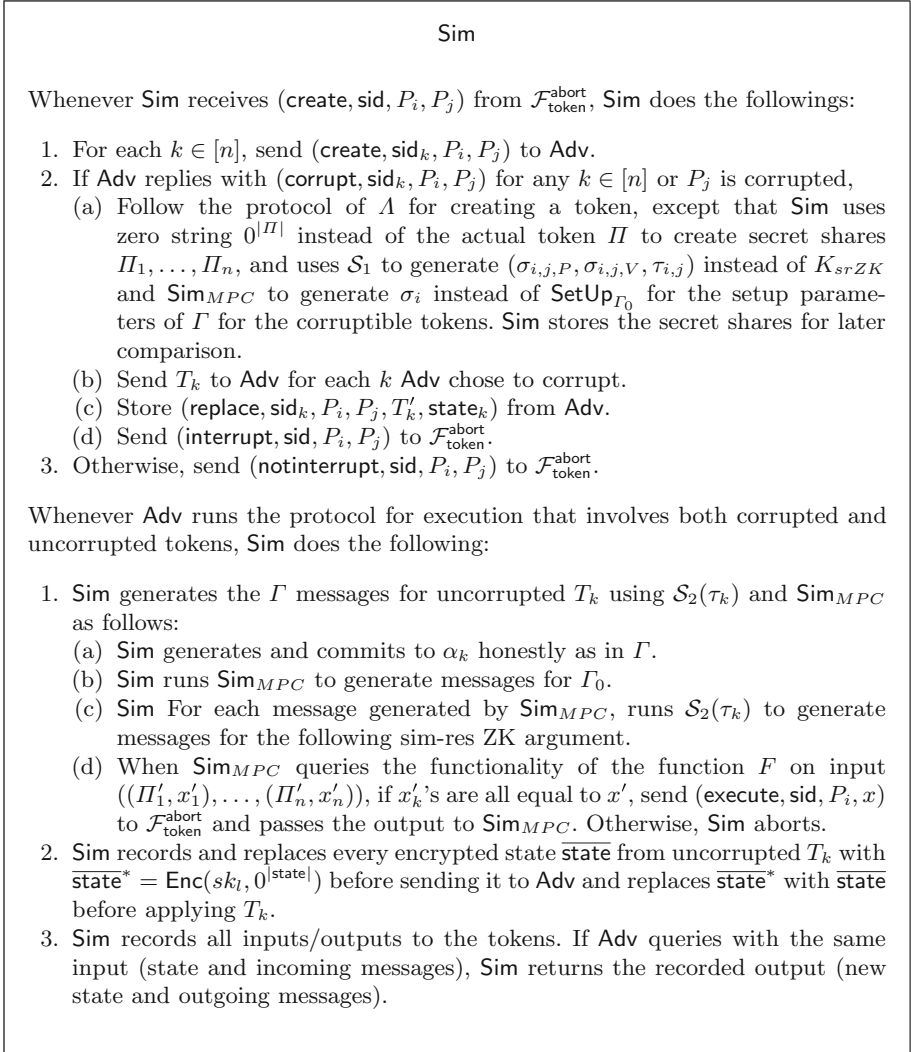 Sim
Whenever Sim receives (create, sid, P_i, P_j) from F_token^abort, Sim does the followings:
1. For each k ∈ [n], send (create, sid_k, P_i, P_j) to Adv.
2. If Adv replies with (corrupt, sid_k, P_i, P_j) for any k ∈ [n] or P_j is corrupted,
(a) Follow the protocol of Λ for creating a token, except that Sim uses
zero string 0^{|Π|} instead of the actual token Π to create secret shares
Π_1, . . . , Π_n, and uses S_1 to generate (σ_{i,j,P}, σ_{i,j,V}, τ_{i,j}) instead of K_{srZK}
and Sim_{MPC} to generate σ_i instead of SetUp_{Γ_0} for the setup parame-
ters of Γ for the corruptible tokens. Sim stores the secret shares for later
comparison.
(b) Send T_k to Adv for each k Adv chose to corrupt.
(c) Store (replace, sid_k, P_i, P_j, T′_k, state_k) from Adv.
(d) Send (interrupt, sid, P_i, P_j) to F_token^abort.
3. Otherwise, send (notinterrupt, sid, P_i, P_j) to F_token^abort.
Whenever Adv runs the protocol for execution that involves both corrupted and
uncorrupted tokens, Sim does the following:
1. Sim generates the Γ messages for uncorrupted T_k using S_2(τ_k) and Sim_{MPC}
as follows:
(a) Sim generates and commits to α_k honestly as in Γ.
(b) Sim runs Sim_{MPC} to generate messages for Γ_0.
(c) Sim For each message generated by Sim_{MPC}, runs S_2(τ_k) to generate
messages for the following sim-res ZK argument.
(d) When Sim_{MPC} queries the functionality of the function F on input
((Π′_1, x′_1), . . . , (Π′_n, x′_n)), if x′_k's are all equal to x′, send (execute, sid, P_i, x)
to F_token^abort and passes the output to Sim_{MPC}. Otherwise, Sim aborts.
2. Sim records and replaces every encrypted state \overline{state} from uncorrupted T_k with
\overline{state}* = Enc(sk_l, 0^{|state|}) before sending it to Adv and replaces \overline{state}* with \overline{state}
before applying T_k.
3. Sim records all inputs/outputs to the tokens. If Adv queries with the same
input (state and incoming messages), Sim returns the recorded output (new
state and outgoing messages).